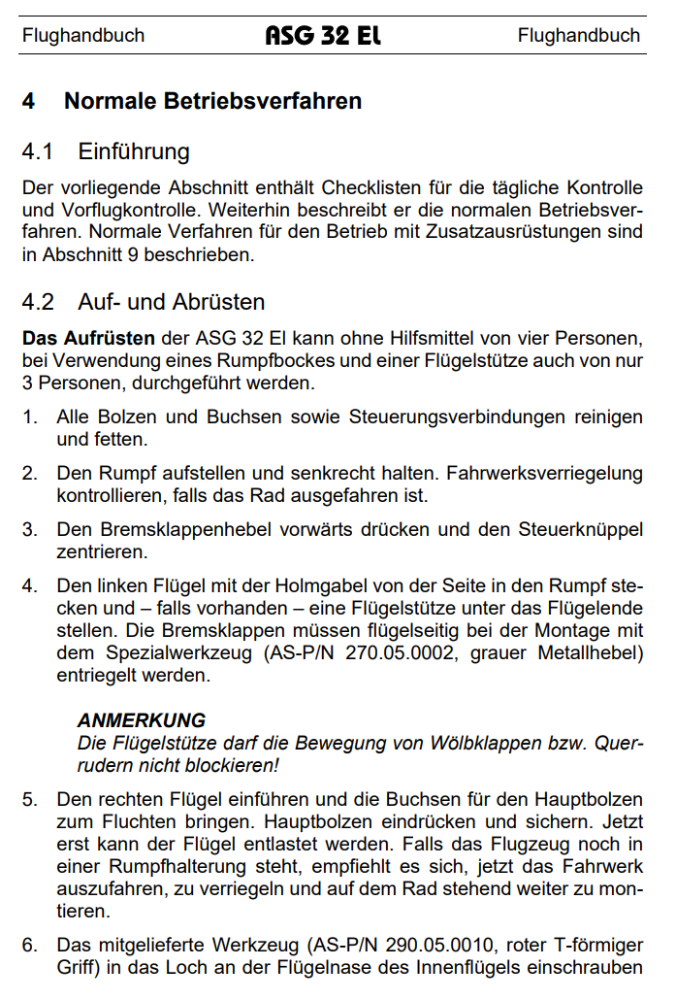 Flughandbuch ASG 32 El Flughandbuch
4 Normale Betriebsverfahren
4.1 Einführung
Der vorliegende Abschnitt enthält Checklisten für die tägliche Kontrolle
und Vorflugkontrolle. Weiterhin beschreibt er die normalen Betriebsver-
fahren. Normale Verfahren für den Betrieb mit Zusatzausrüstungen sind
in Abschnitt 9 beschrieben.
4.2 Auf- und Abrüsten
Das Aufrüsten der ASG 32 El kann ohne Hilfsmittel von vier Personen,
bei Verwendung eines Rumpfbockes und einer Flügelstütze auch von nur
3 Personen, durchgeführt werden.
1. Alle Bolzen und Buchsen sowie Steuerungsverbindungen reinigen
und fetten.
2. Den Rumpf aufstellen und senkrecht halten. Fahrwerksverriegelung
kontrollieren, falls das Rad ausgefahren ist.
3. Den Bremsklappenhebel vorwärts drücken und den Steuerknüppel
zentrieren.
4. Den linken Flügel mit der Holmgabel von der Seite in den Rumpf ste-
cken und – falls vorhanden – eine Flügelstütze unter das Flügelende
stellen. Die Bremsklappen müssen flügelseitig bei der Montage mit
dem Spezialwerkzeug (AS-P/N 270.05.0002, grauer Metallhebel)
entriegelt werden.
ANMERKUNG
Die Flügelstütze darf die Bewegung von Wölbklappen bzw. Quer-
rudern nicht blockieren!
5. Den rechten Flügel einführen und die Buchsen für den Hauptbolzen
zum Fluchten bringen. Hauptbolzen eindrücken und sichern. Jetzt
erst kann der Flügel entlastet werden. Falls das Flugzeug noch in
einer Rumpfhalterung steht, empfiehlt es sich, jetzt das Fahrwerk
auszufahren, zu verriegeln und auf dem Rad stehend weiter zu mon-
tieren.
6. Das mitgelieferte Werkzeug (AS-P/N 290.05.0010, roter T-förmiger
Griff) in das Loch an der Flügelnase des Innenflügels einschrauben